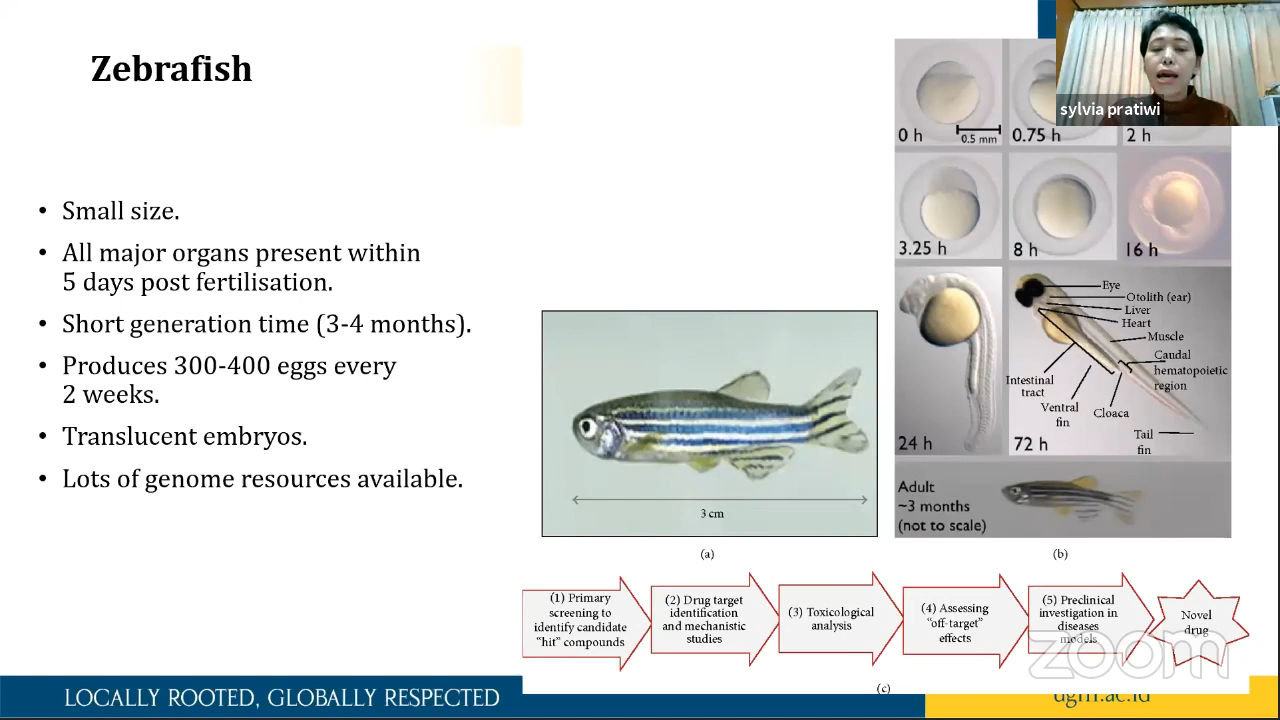 Zebrafish
sylvia pratiwi
• Small size.
• All major organs present within
5 days post fertilisation.
• Short generation time (3-4 months).
• Produces 300-400 eggs every
2 weeks.
• Translucent embryos.
• Lots of genome resources available.
3 cm
(a)
0 h
0.5 mm
0.75 h
2 h
3.25 h
8 h
16 h
24 h
72 h
Eye
Otolith (ear)
Liver
Heart
Muscle
Caudal
hematopoietic
region
Intestinal
tract
Ventral
fin
Cloaca
Tail
fin
Adult
~3 months
(not to scale)
(b)
(1) Primary
screening to
identify candidate
“hit” compounds
(2) Drug target
identification
and mechanistic
studies
(3) Toxicological
analysis
(4) Assessing
“off-target”
effects
(5) Preclinical
investigation in
diseases
models
Novel
drug
(c)
zoom
LOCALLY ROOTED, GLOBALLY RESPECTED
ugm.ac.id